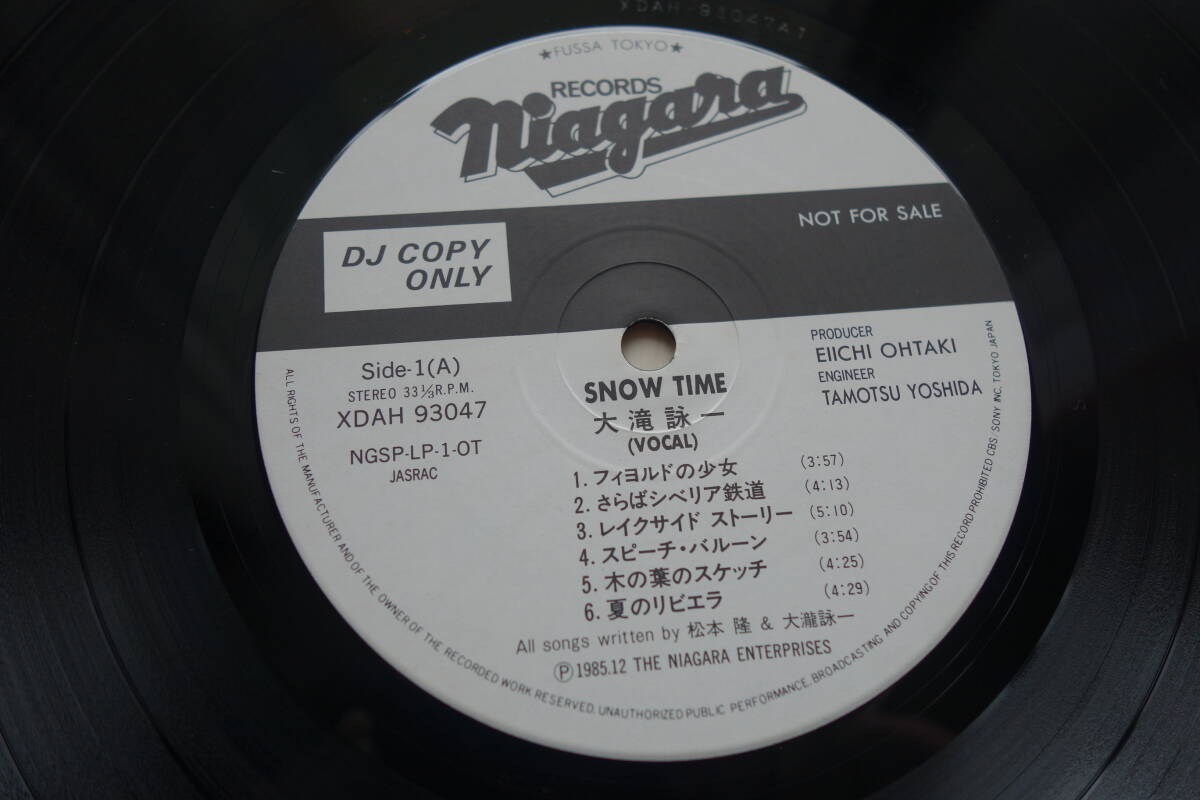 XDAH-93047A1
★FUSSA TOKYO★
RECORDS
Niagara
NOT FOR SALE
DJ COPY
ONLY
Side-1(A)
STEREO 33⅓R.P.M.
XDAH 93047
NGSP-LP-1-OT
JASRAC
PRODUCER
EIICHI OHTAKI
ENGINEER
TAMOTSU YOSHIDA
SNOW TIME
大滝詠一
(VOCAL)
1. フィヨルドの少女 (3:57)
2. さらばシベリア鉄道 (4:13)
3. レイクサイド ストーリー (5:10)
4. スピーチ・バルーン (3:54)
5. 木の葉のスケッチ (4:25)
6. 夏のリビエラ (4:29)
All songs written by 松本 隆 & 大瀧詠一
Ⓟ1985.12 THE NIAGARA ENTERPRISES
ALL RIGHTS OF THE MANUFACTURER AND OF THE OWNER OF THE RECORDED WORK RESERVED. UNAUTHORIZED PUBLIC PERFORMANCE, BROADCASTING AND COPYING OF THIS RECORD PROHIBITED CBS/SONY INC. TOKYO JAPAN